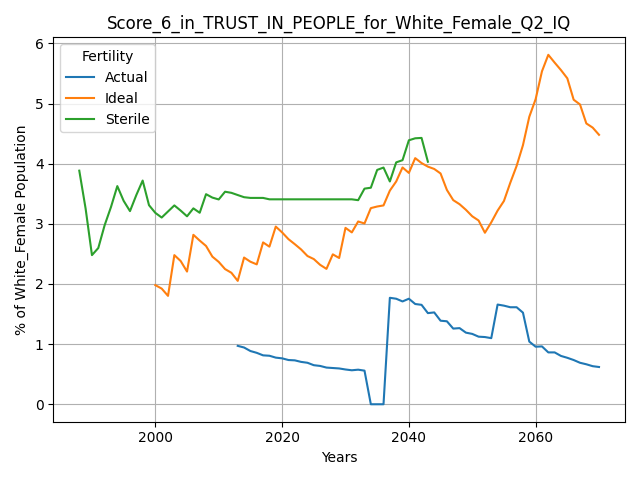 Score_6_in_TRUST_IN_PEOPLE_for_White_Female_Q2_IQ
Fertility
Actual
Ideal
Sterile
% of White_Female Population
6
5
4
3
2
1
0
2000
2020
2040
2060
Years